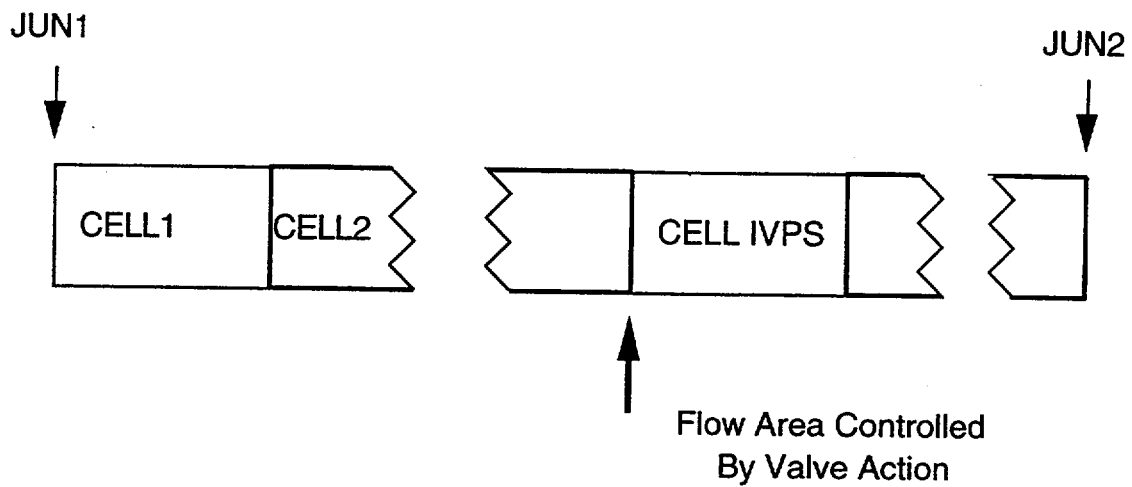 JUN1
JUN2
CELL1
CELL2
CELL IVPS
Flow Area Controlled
By Valve Action